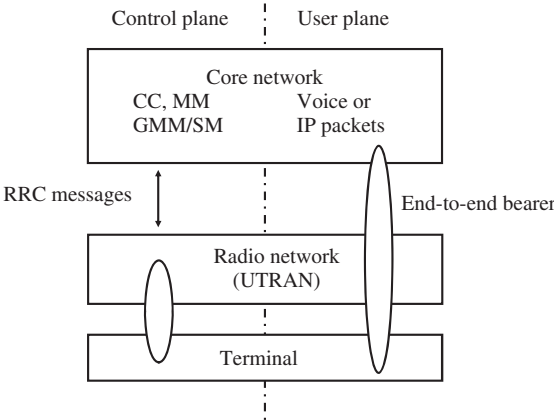 Control plane
User plane
Core network
CC, MM
GMM/SM
Voice or
IP packets
RRC messages
End-to-end bearer
Radio network
(UTRAN)
Terminal